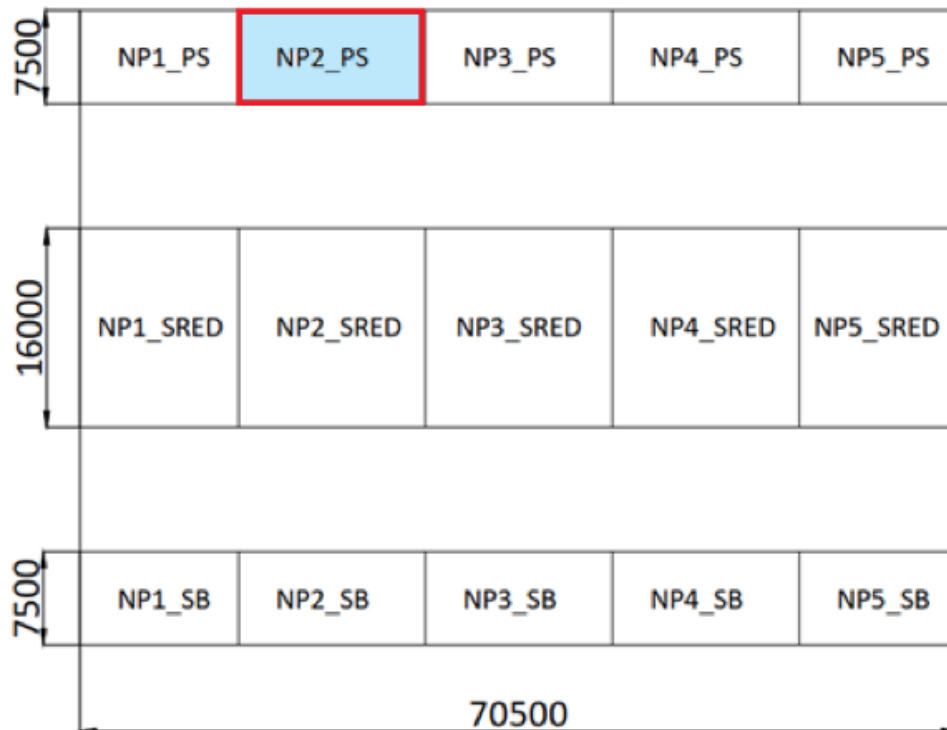 7500
NP1_PS NP2_PS NP3_PS NP4_PS NP5_PS
16000
NP1_SRED NP2_SRED NP3_SRED NP4_SRED NP5_SRED
7500
NP1_SB NP2_SB NP3_SB NP4_SB NP5_SB
70500